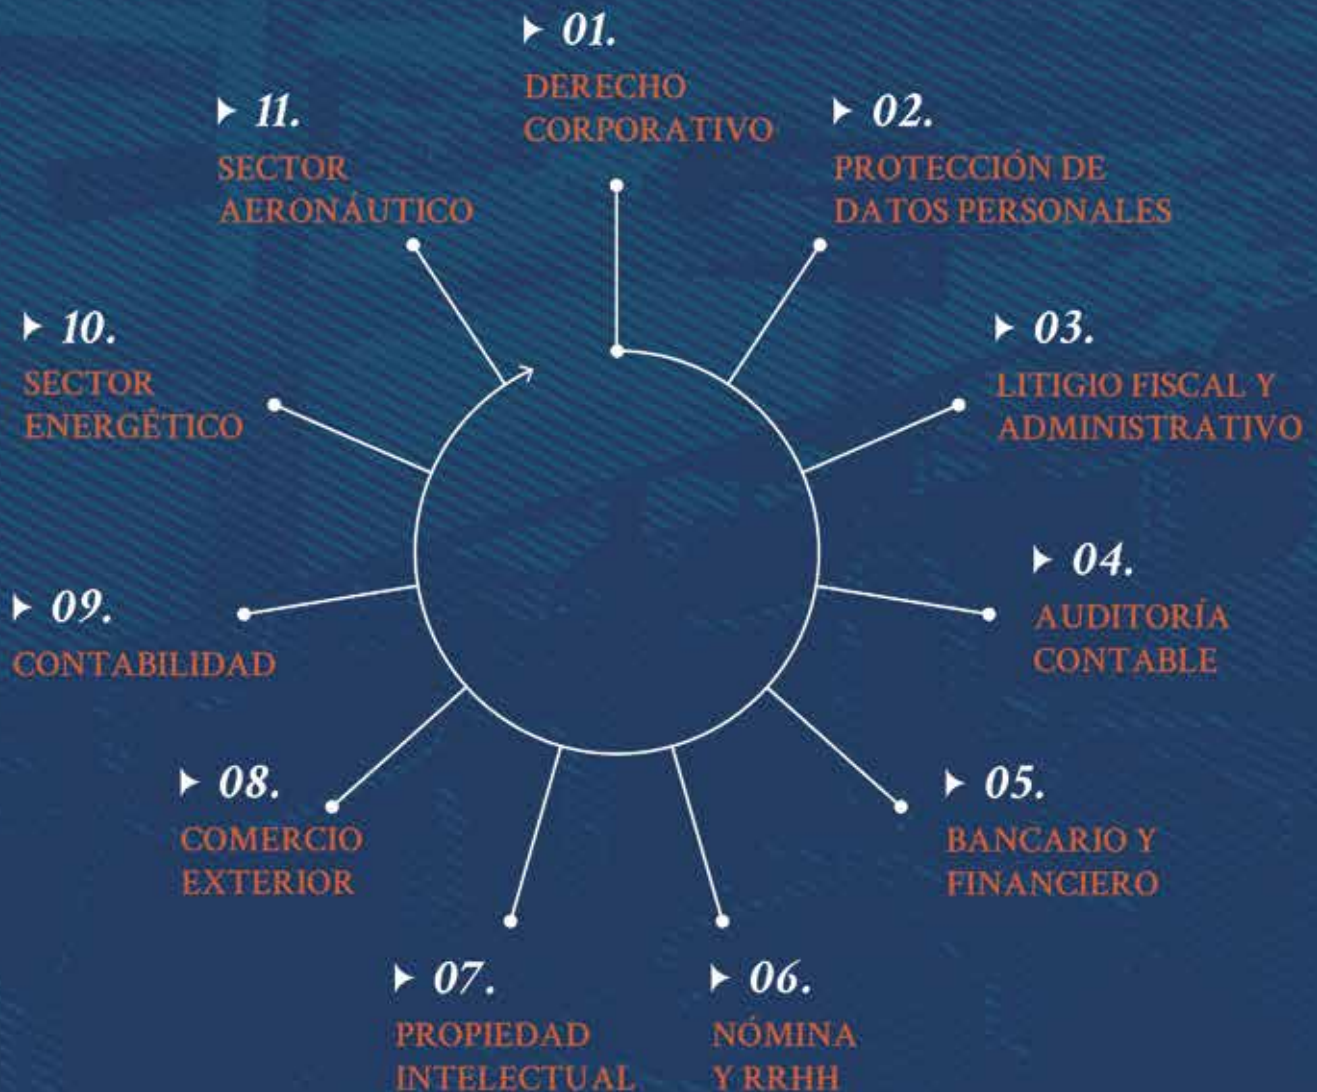 01.
DERECHO
CORPORATIVO
02.
PROTECCIÓN DE
DATOS PERSONALES
03.
LITIGIO FISCAL Y
ADMINISTRATIVO
04.
AUDITORÍA
CONTABLE
05.
BANCARIO Y
FINANCIERO
06.
NÓMINA
Y RRHH
07.
PROPIEDAD
INTELECTUAL
08.
COMERCIO
EXTERIOR
09.
CONTABILIDAD
10.
SECTOR
ENERGÉTICO
11.
SECTOR
AERONÁUTICO